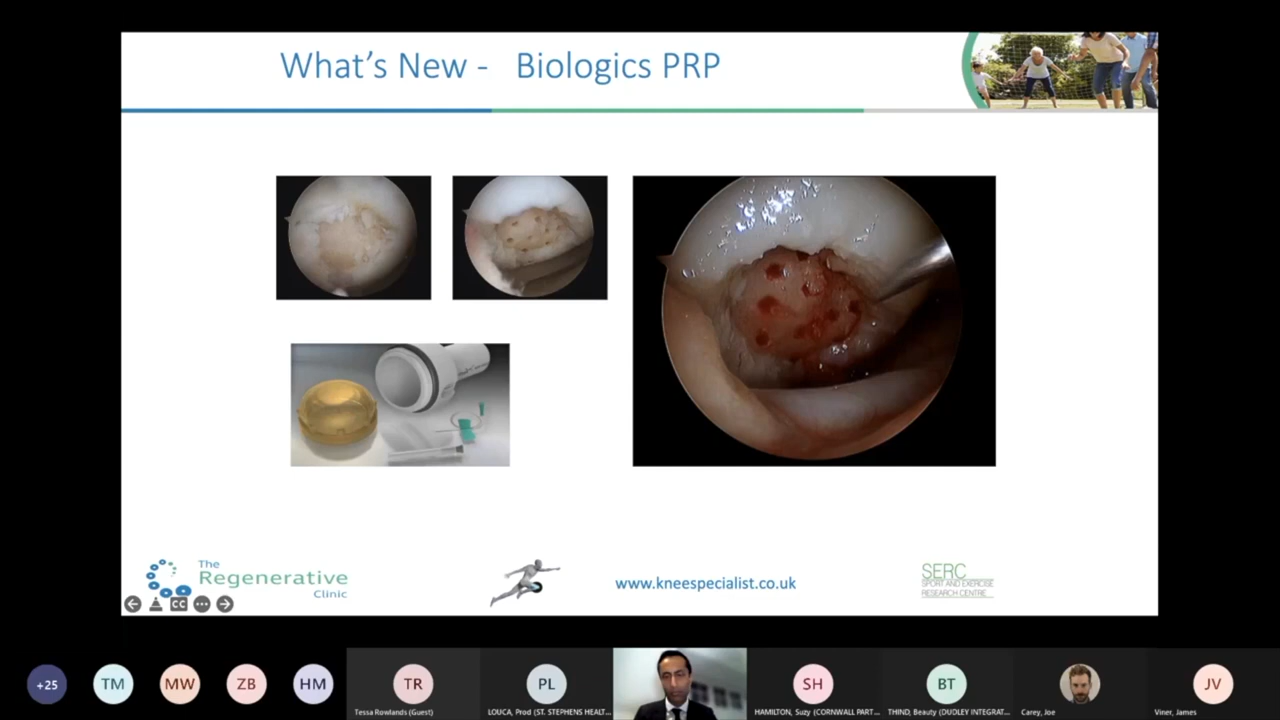 What's New - Biologics PRP
The
Regenerative
Clinic
www.kneespecialist.co.uk
SERC
SPORT AND EXERCISE
RESEARCH CENTRE
CC
+25
TM
MW
ZB
HM
TR
PL
SH
BT
JV
Tessa Rowlands (Guest)
LOUCA, Prod (ST. STEPHENS HEALT...
HAMILTON, Suzy (CORNWALL PART...
THIND, Beauty (DUDLEY INTEGRAT...
Carey, Joe
Viner, James